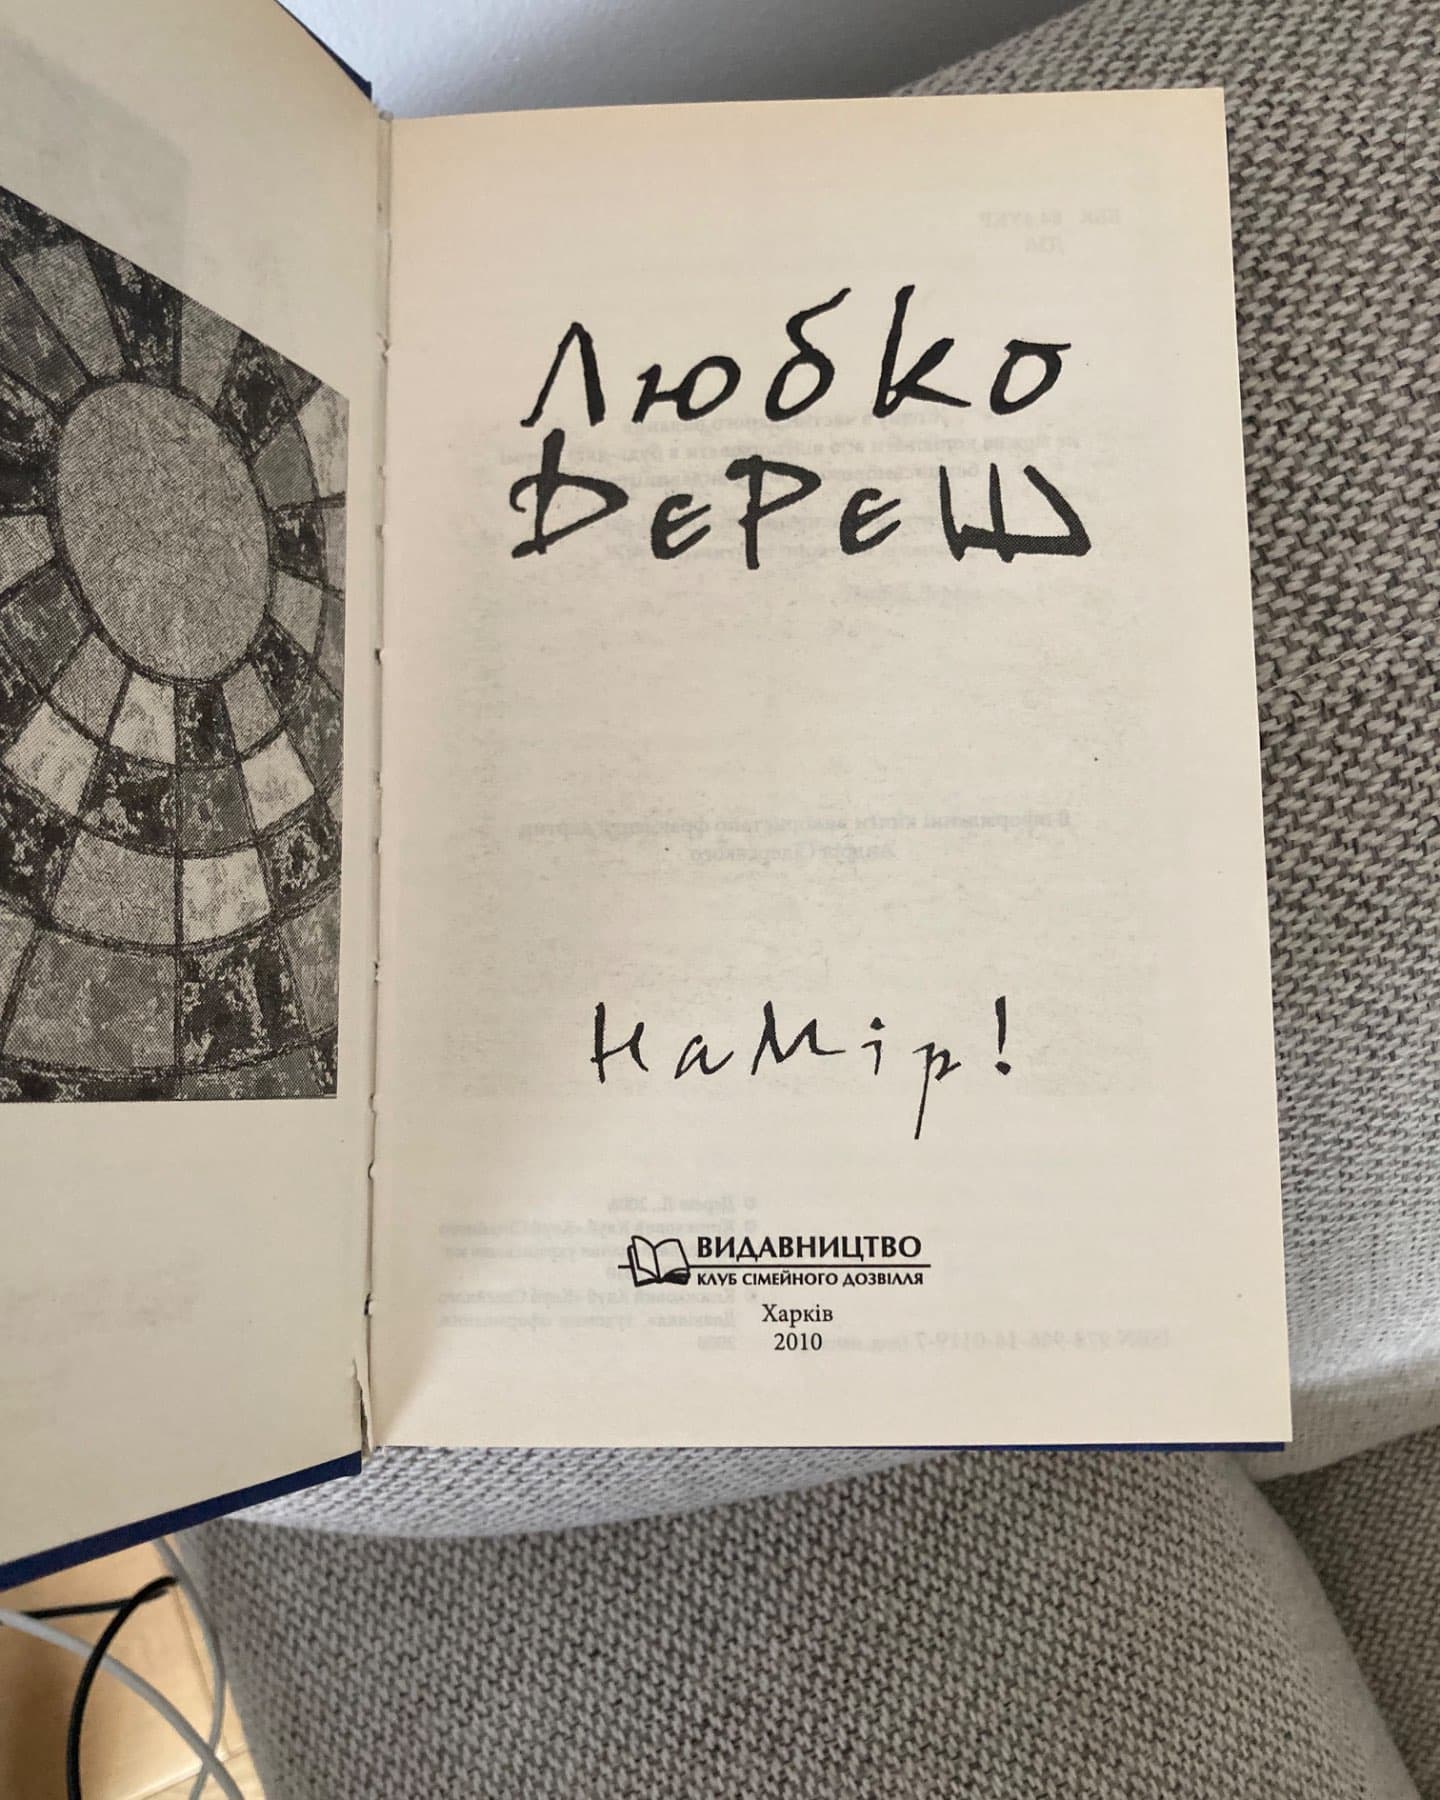 Любко
Дереш
Намір!
ВИДАВНИЦТВО
КЛУБ СІМЕЙНОГО ДОЗВІЛЛЯ
Харків
2010